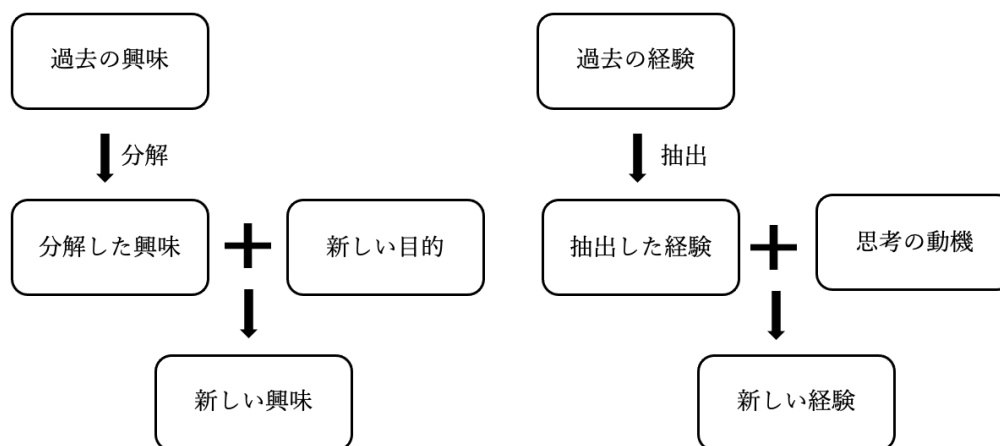 過去の興味
分解
分解した興味
新しい目的
新しい興味
過去の経験
抽出
抽出した経験
思考の動機
新しい経験